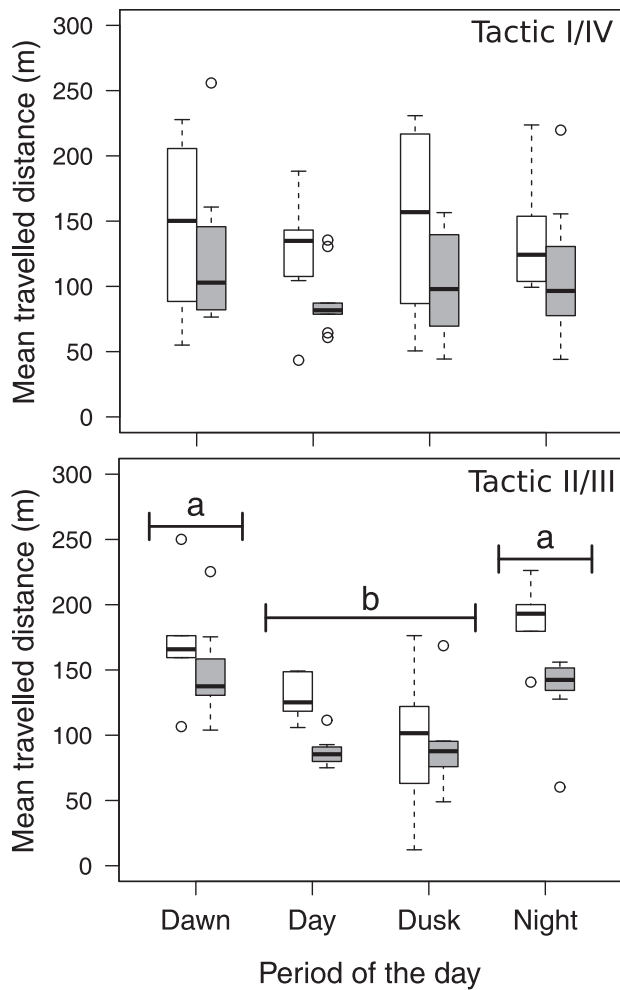 Tactic I/IV
Mean travelled distance (m)
300
250
200
150
100
50
0
Tactic II/III
Mean travelled distance (m)
300
250
200
150
100
50
0
a
b
a
Dawn Day Dusk Night
Period of the day